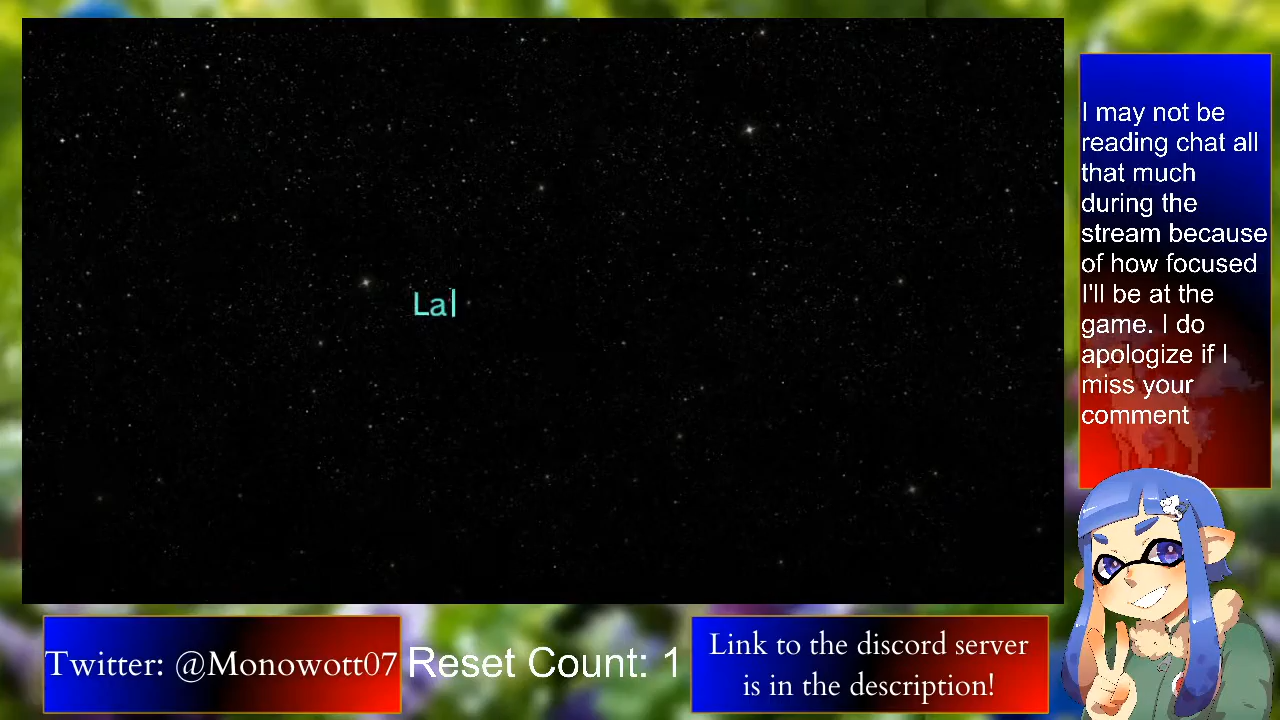 La
I may not be
reading chat all
that much
during the
stream because
of how focused
I'll be at the
game. I do
apologize if I
miss your
comment
Twitter: @Monowott07
Reset Count: 1
Link to the discord server
is in the description!